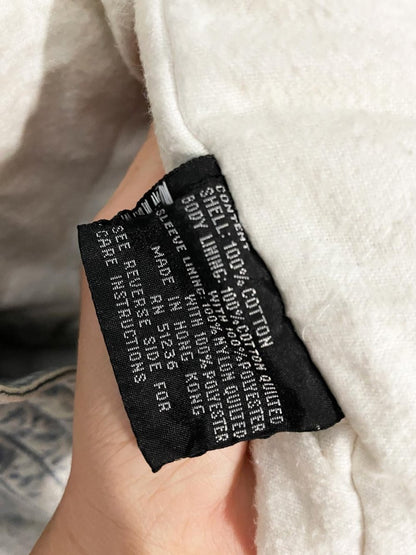 CONTENT
SHELL: 100% COTTON
BODY LINING: 100% COTTON QUILTED
WITH 100% POLYESTER
SLEEVE LINING: 100% NYLON QUILTED
WITH 100% POLYESTER
MADE IN HONG KONG
RN 51236
SEE REVERSE SIDE FOR
CARE INSTRUCTIONS